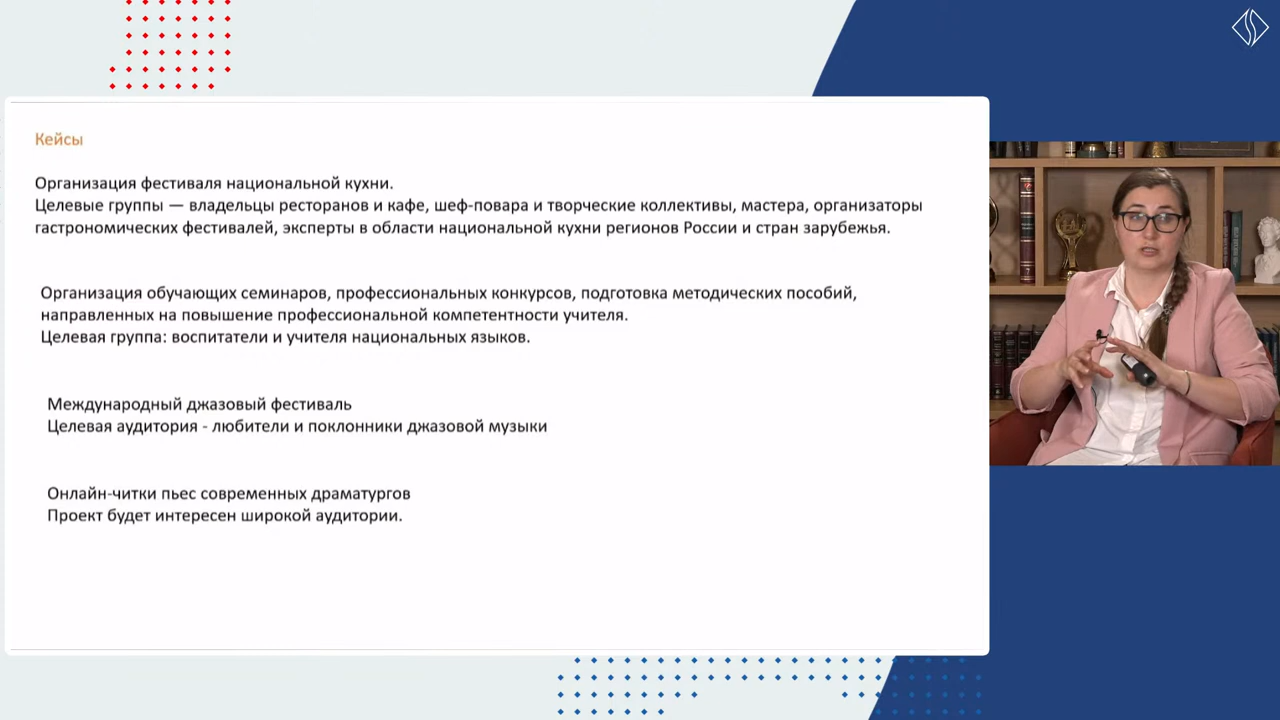 Кейсы
Организация фестиваля национальной кухни.
Целевые группы — владельцы ресторанов и кафе, шеф-повара и творческие коллективы, мастера, организаторы
гастрономических фестивалей, эксперты в области национальной кухни регионов России и стран зарубежья.
Организация обучающих семинаров, профессиональных конкурсов, подготовка методических пособий,
направленных на повышение профессиональной компетентности учителя.
Целевая группа: воспитатели и учителя национальных языков.
Международный джазовый фестиваль
Целевая аудитория - любители и поклонники джазовой музыки
Онлайн-читки пьес современных драматургов
Проект будет интересен широкой аудитории.